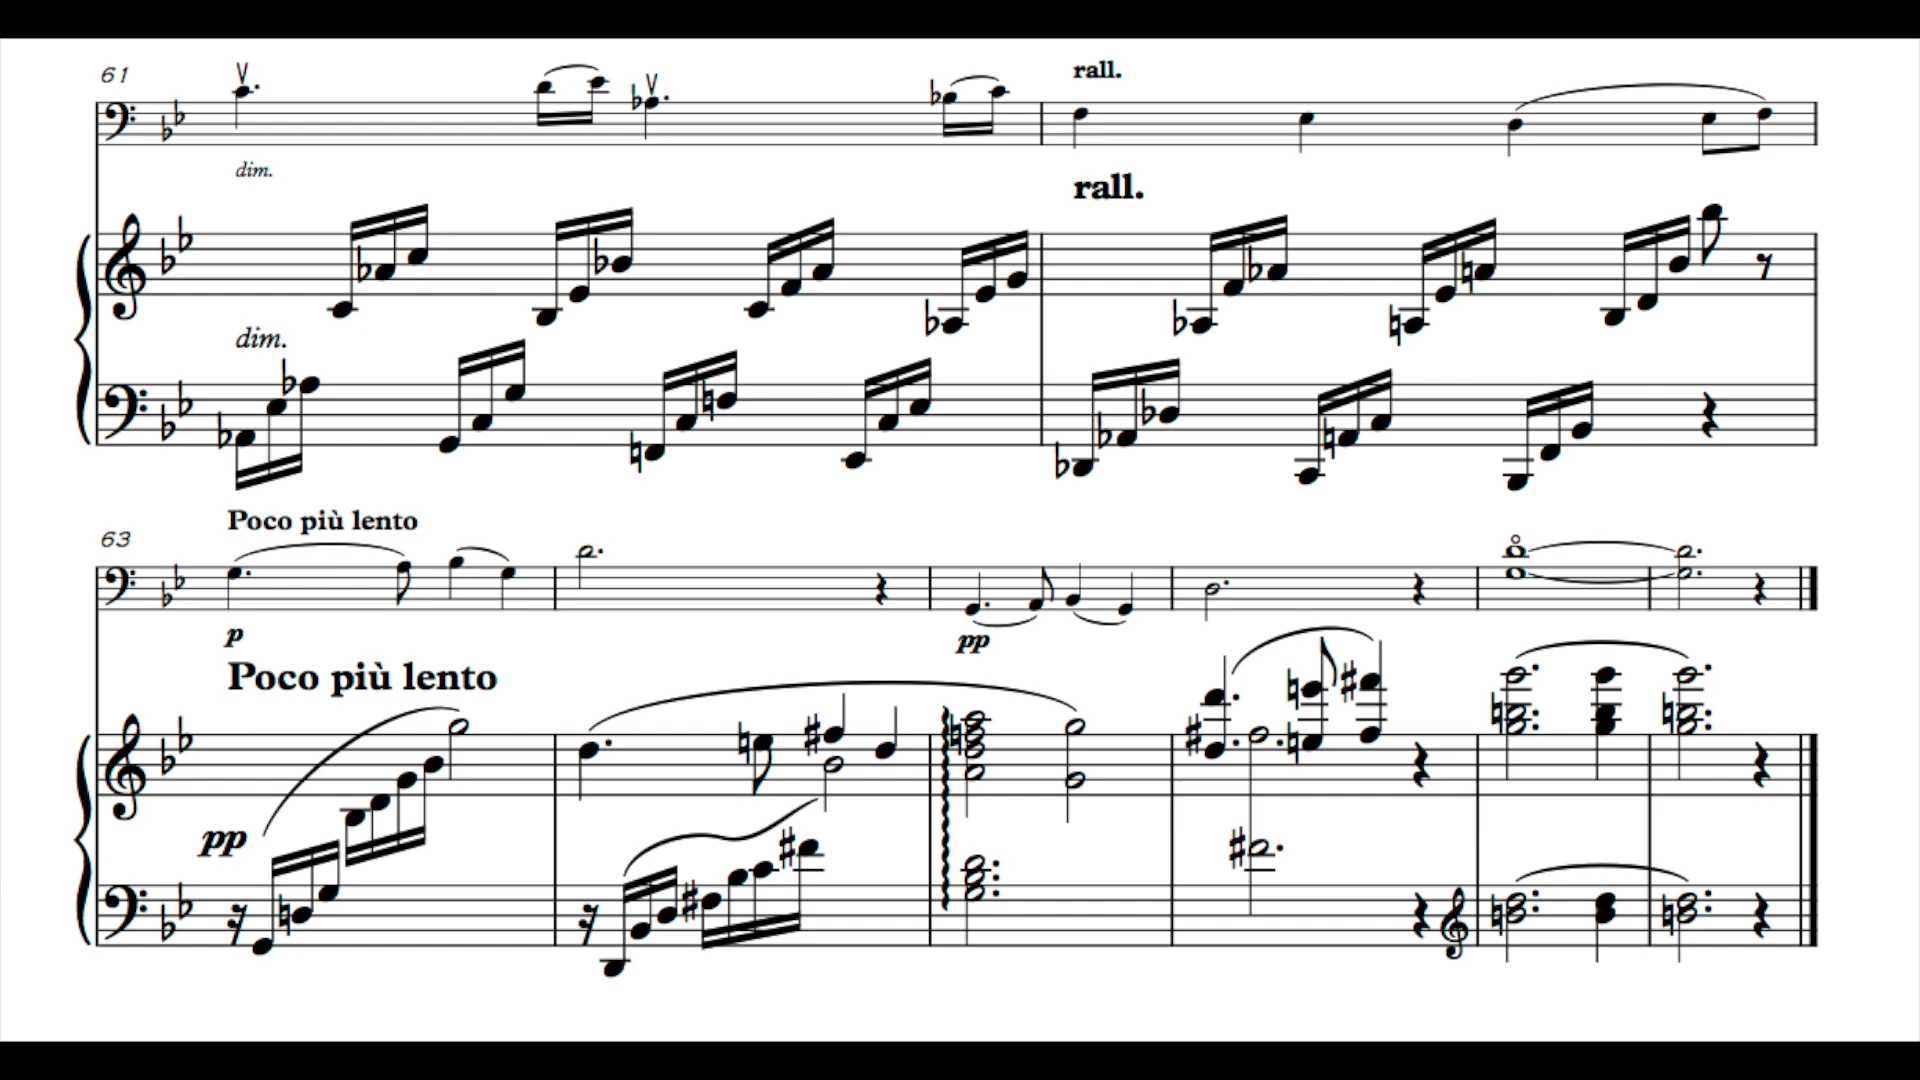 61
rall.
dim.
rall.
dim.
Poco più lento
63
p
pp
Poco più lento
pp